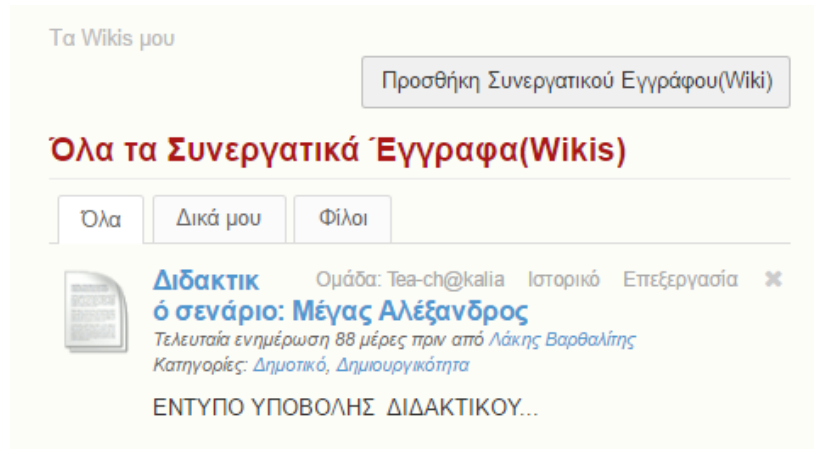 Τα Wikis μου
Προσθήκη Συνεργατικού Εγγράφου(Wiki)
Όλα τα Συνεργατικά Έγγραφα(Wikis)
Όλα Δικά μου Φίλοι
Διδακτικ Ομάδα: Tea-ch@kalia Ιστορικό Επεξεργασία ✖
ό σενάριο: Μέγας Αλέξανδρος
Τελευταία ενημέρωση 88 μέρες πριν από Λάκης Βαρθαλίτης
Κατηγορίες: Δημοτικό, Δημιουργικότητα
ΕΝΤΥΠΟ ΥΠΟΒΟΛΗΣ ΔΙΔΑΚΤΙΚΟΥ...